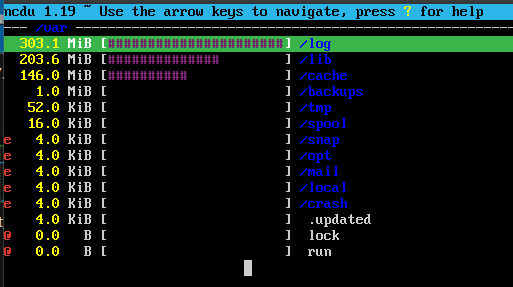 ncdu 1.19 ~ Use the arrow keys to navigate, press ? for help
--- /var ---
303.1 MiB [######################] /log
203.6 MiB [############## ] /lib
146.0 MiB [########## ] /cache
1.0 MiB [ ] /backups
52.0 KiB [ ] /tmp
16.0 KiB [ ] /spool
e 4.0 KiB [ ] /snap
e 4.0 KiB [ ] /opt
e 4.0 KiB [ ] /mail
e 4.0 KiB [ ] /local
e 4.0 KiB [ ] /crash
4.0 KiB [ ] .updated
@ 0.0 B [ ] lock
@ 0.0 B [ ] run